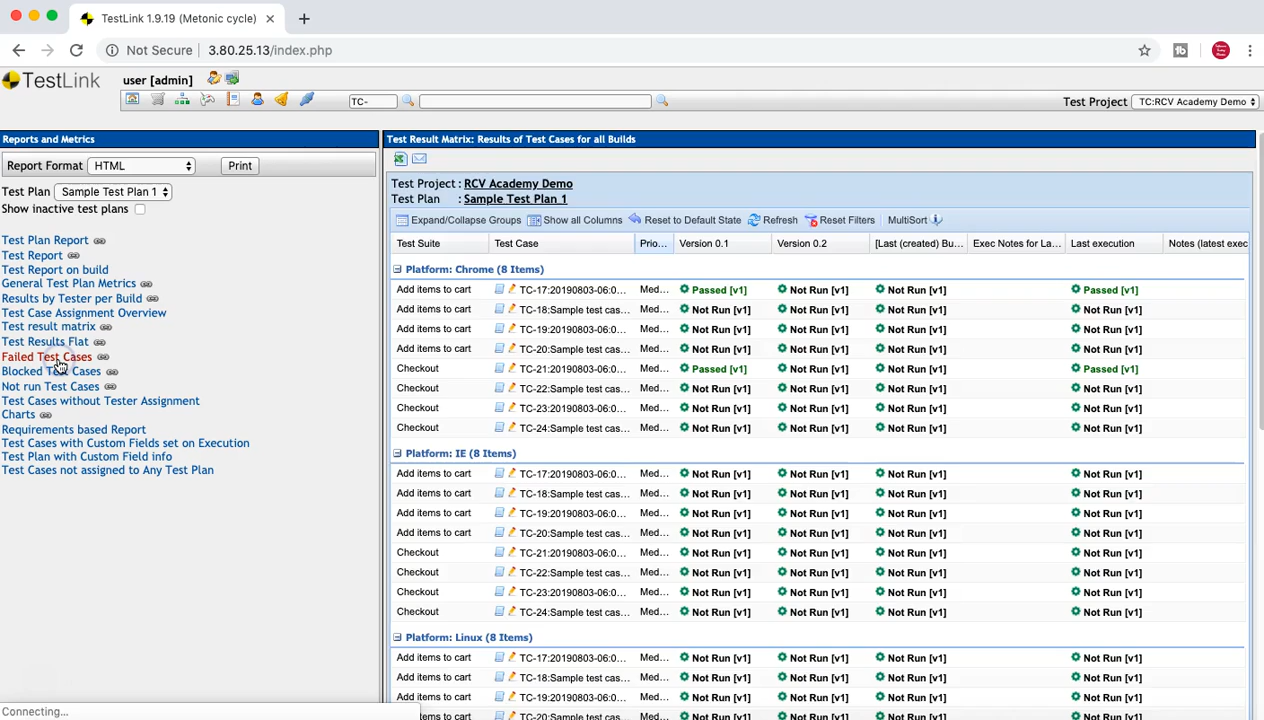 TestLink 1.9.19 (Metonic cycle)
Not Secure 3.80.25.13/index.php
TestLink user [admin]
TC- Test Project TC:RCV Academy Demo
Reports and Metrics
Report Format HTML Print
Test Plan Sample Test Plan 1
Show inactive test plans
Test Plan Report
Test Report
Test Report on build
General Test Plan Metrics
Results by Tester per Build
Test Case Assignment Overview
Test result matrix
Test Results Flat
Failed Test Cases
Blocked Test Cases
Not run Test Cases
Test Cases without Tester Assignment
Charts
Requirements based Report
Test Cases with Custom Fields set on Execution
Test Plan with Custom Field info
Test Cases not assigned to Any Test Plan
Connecting...
Test Result Matrix: Results of Test Cases for all Builds
Test Project : RCV Academy Demo
Test Plan : Sample Test Plan 1
Expand/Collapse Groups Show all Columns Reset to Default State Refresh Reset Filters MultiSort
Test Suite Test Case Prio... Version 0.1 Version 0.2 [Last (created) Bu... Exec Notes for La... Last execution Notes (latest exec
Platform: Chrome (8 Items)
Add items to cart TC-17:20190803-06:0... Med... Passed [v1] Not Run [v1] Not Run [v1] Passed [v1]
Add items to cart TC-18:Sample test cas... Med... Not Run [v1] Not Run [v1] Not Run [v1] Not Run [v1]
Add items to cart TC-19:20190803-06:0... Med... Not Run [v1] Not Run [v1] Not Run [v1] Not Run [v1]
Add items to cart TC-20:Sample test cas... Med... Not Run [v1] Not Run [v1] Not Run [v1] Not Run [v1]
Checkout TC-21:20190803-06:0... Med... Passed [v1] Not Run [v1] Not Run [v1] Passed [v1]
Checkout TC-22:Sample test cas... Med... Not Run [v1] Not Run [v1] Not Run [v1] Not Run [v1]
Checkout TC-23:20190803-06:0... Med... Not Run [v1] Not Run [v1] Not Run [v1] Not Run [v1]
Checkout TC-24:Sample test cas... Med... Not Run [v1] Not Run [v1] Not Run [v1] Not Run [v1]
Platform: IE (8 Items)
Add items to cart TC-17:20190803-06:0... Med... Not Run [v1] Not Run [v1] Not Run [v1] Not Run [v1]
Add items to cart TC-18:Sample test cas... Med... Not Run [v1] Not Run [v1] Not Run [v1] Not Run [v1]
Add items to cart TC-19:20190803-06:0... Med... Not Run [v1] Not Run [v1] Not Run [v1] Not Run [v1]
Add items to cart TC-20:Sample test cas... Med... Not Run [v1] Not Run [v1] Not Run [v1] Not Run [v1]
Checkout TC-21:20190803-06:0... Med... Not Run [v1] Not Run [v1] Not Run [v1] Not Run [v1]
Checkout TC-22:Sample test cas... Med... Not Run [v1] Not Run [v1] Not Run [v1] Not Run [v1]
Checkout TC-23:20190803-06:0... Med... Not Run [v1] Not Run [v1] Not Run [v1] Not Run [v1]
Checkout TC-24:Sample test cas... Med... Not Run [v1] Not Run [v1] Not Run [v1] Not Run [v1]
Platform: Linux (8 Items)
Add items to cart TC-17:20190803-06:0... Med... Not Run [v1] Not Run [v1] Not Run [v1] Not Run [v1]
Add items to cart TC-18:Sample test cas... Med... Not Run [v1] Not Run [v1] Not Run [v1] Not Run [v1]
Add items to cart TC-19:20190803-06:0... Med... Not Run [v1] Not Run [v1] Not Run [v1] Not Run [v1]
Add items to cart TC-20:Sample test cas... Med... Not Run [v1] Not Run [v1] Not Run [v1] Not Run [v1]